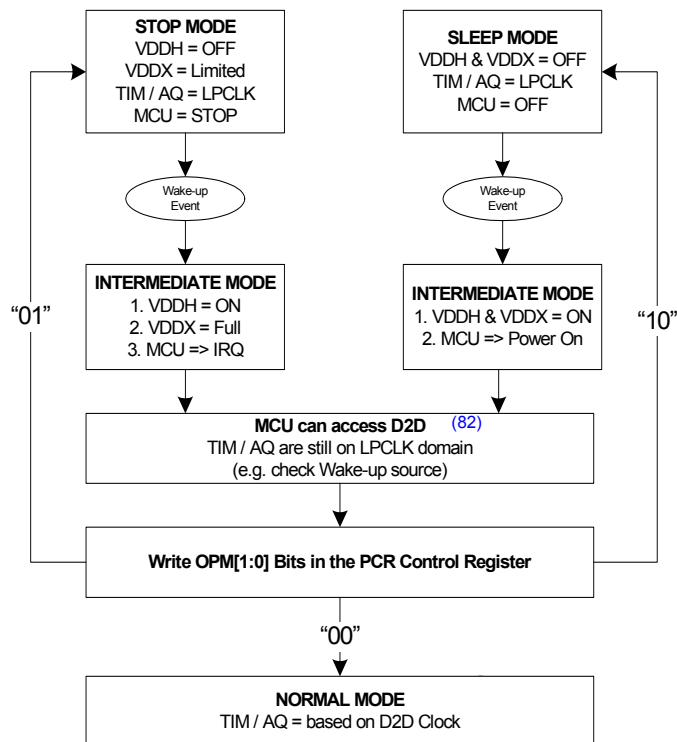 STOP MODE
VDDH = OFF
VDDX = Limited
TIM / AQ = LPCLK
MCU = STOP
SLEEP MODE
VDDH & VDDX = OFF
TIM / AQ = LPCLK
MCU = OFF
Wake-up
Event
Wake-up
Event
INTERMEDIATE MODE
1. VDDH = ON
2. VDDX = Full
3. MCU => IRQ
INTERMEDIATE MODE
1. VDDH & VDDX = ON
2. MCU => Power On
“01”
“10”
MCU can access D2D (82)
TIM / AQ are still on LPCLK domain
(e.g. check Wake-up source)
Write OPM[1:0] Bits in the PCR Control Register
“00”
NORMAL MODE
TIM / AQ = based on D2D Clock